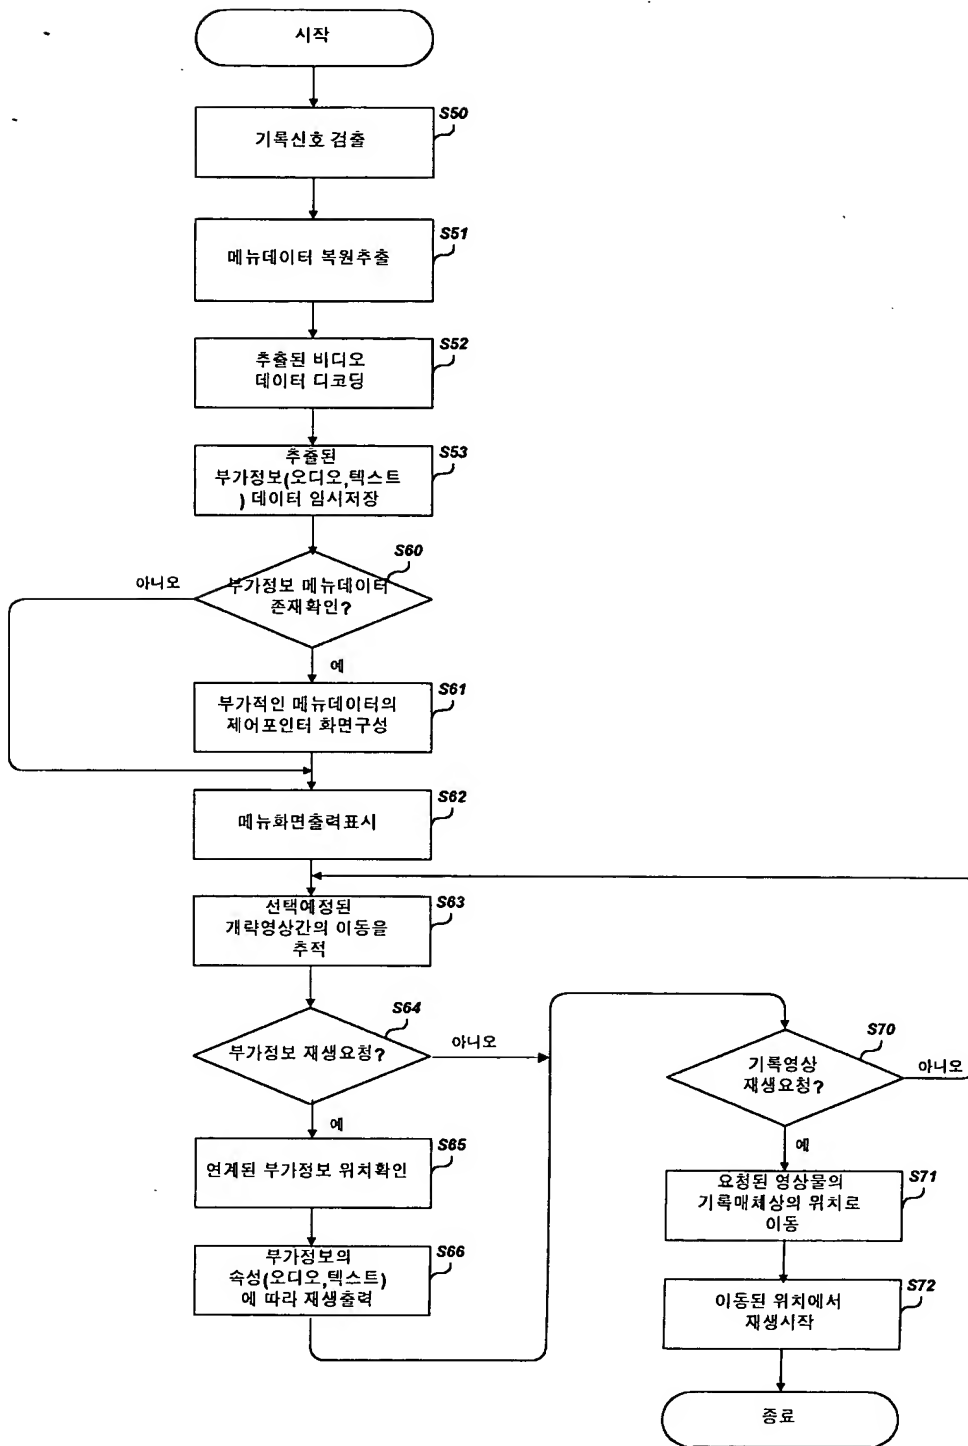 시작
S50
기록신호 검출
S51
메뉴데이터 복원추출
S52
추출된 비디오
데이터 디코딩
S53
추출된
부가정보(오디오,텍스트
) 데이터 임시저장
S60
아니오
부가정보 메뉴데이터
존재확인?
예
S61
부가적인 메뉴데이터의
제어포인터 화면구성
S62
메뉴화면출력표시
S63
선택예정된
개략영상간의 이동을
추적
S64
부가정보 재생요청?
아니오
예
S65
연계된 부가정보 위치확인
S66
부가정보의
속성(오디오,텍스트)
에 따라 재생출력
S70
기록영상
재생요청?
아니오
예
S71
요청된 영상물의
기록매체상의 위치로
이동
S72
이동된 위치에서
재생시작
종료